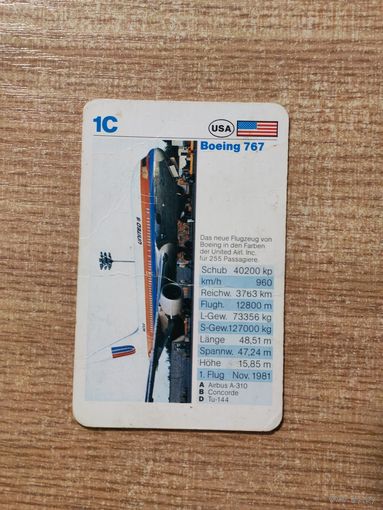 1C
USA
Boeing 767
UNITED
Das neue Flugzeug von
Boeing in den Farben
der United Airl. Inc.
für 255 Passagiere.
Schub 40200 kp
km/h 960
Reichw. 3763 km
Flugh. 12800 m
L-Gew. 73356 kg
S-Gew. 127000 kg
Länge 48,51 m
Spannw. 47,24 m
Höhe 15,85 m
1. Flug Nov. 1981
A Airbus A-310
B Concorde
D Tu-144